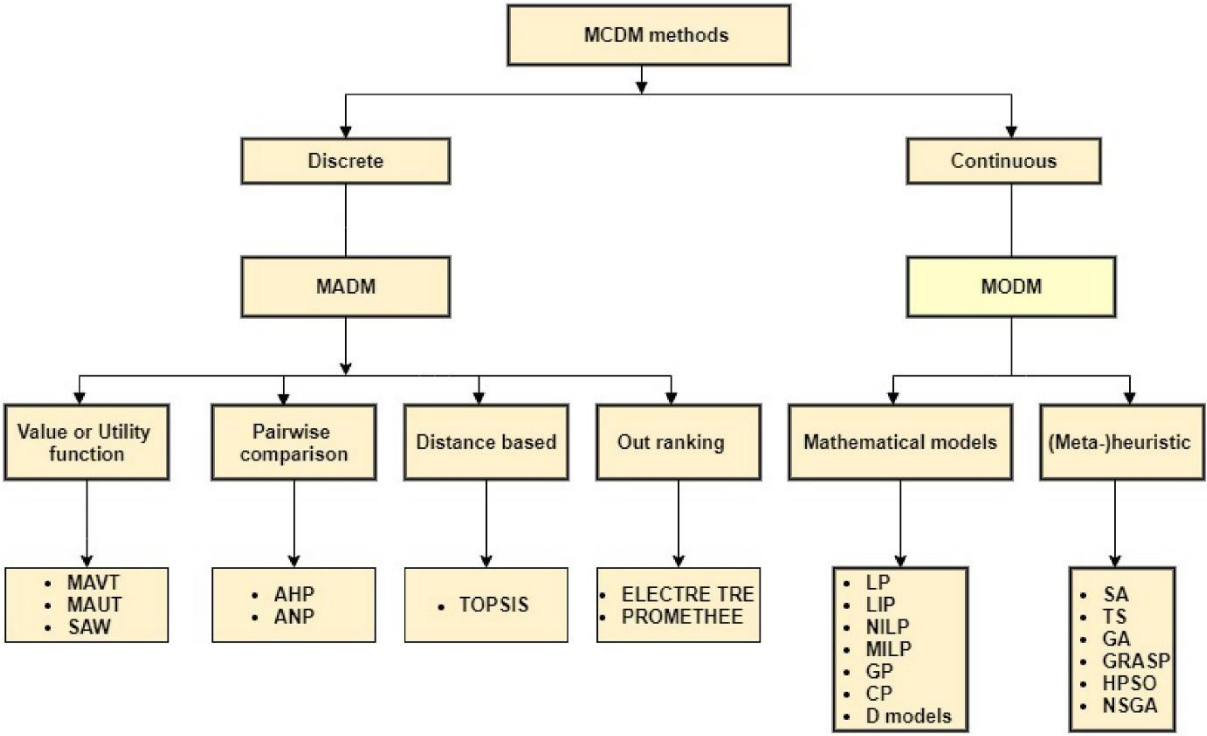 MCDM methods
Discrete
Continuous
MADM
MODM
Value or Utility
function
Pairwise
comparison
Distance based
Out ranking
Mathematical models
(Meta-)heuristic
• MAVT
• MAUT
• SAW
• AHP
• ANP
• TOPSIS
• ELECTRE TRE
• PROMETHEE
• LP
• LIP
• NILP
• MILP
• GP
• CP
• D models
• SA
• TS
• GA
• GRASP
• HPSO
• NSGA